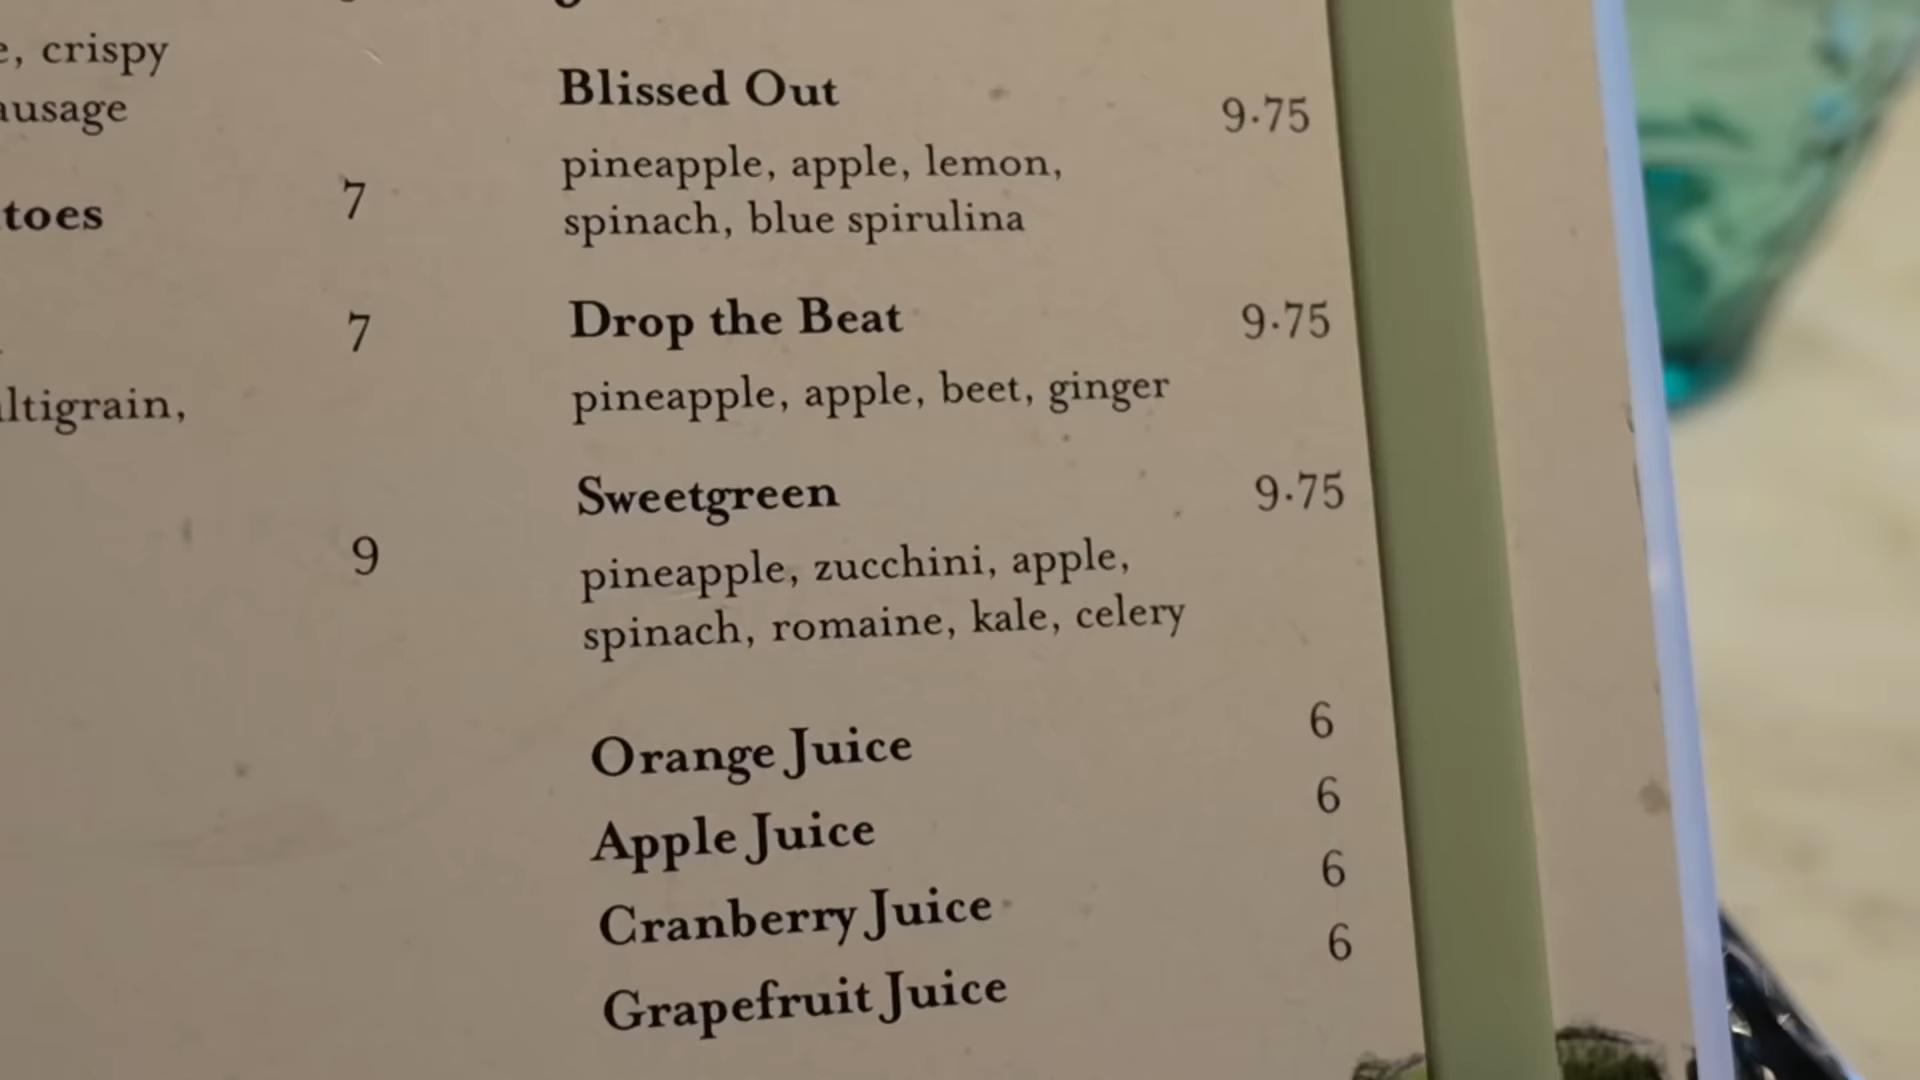 crispy
toes 7
7
9
Blissed Out 9.75
pineapple, apple, lemon,
spinach, blue spirulina
Drop the Beat 9.75
pineapple, apple, beet, ginger
Sweetgreen 9.75
pineapple, zucchini, apple,
spinach, romaine, kale, celery
Orange Juice 6
Apple Juice 6
Cranberry Juice 6
Grapefruit Juice 6